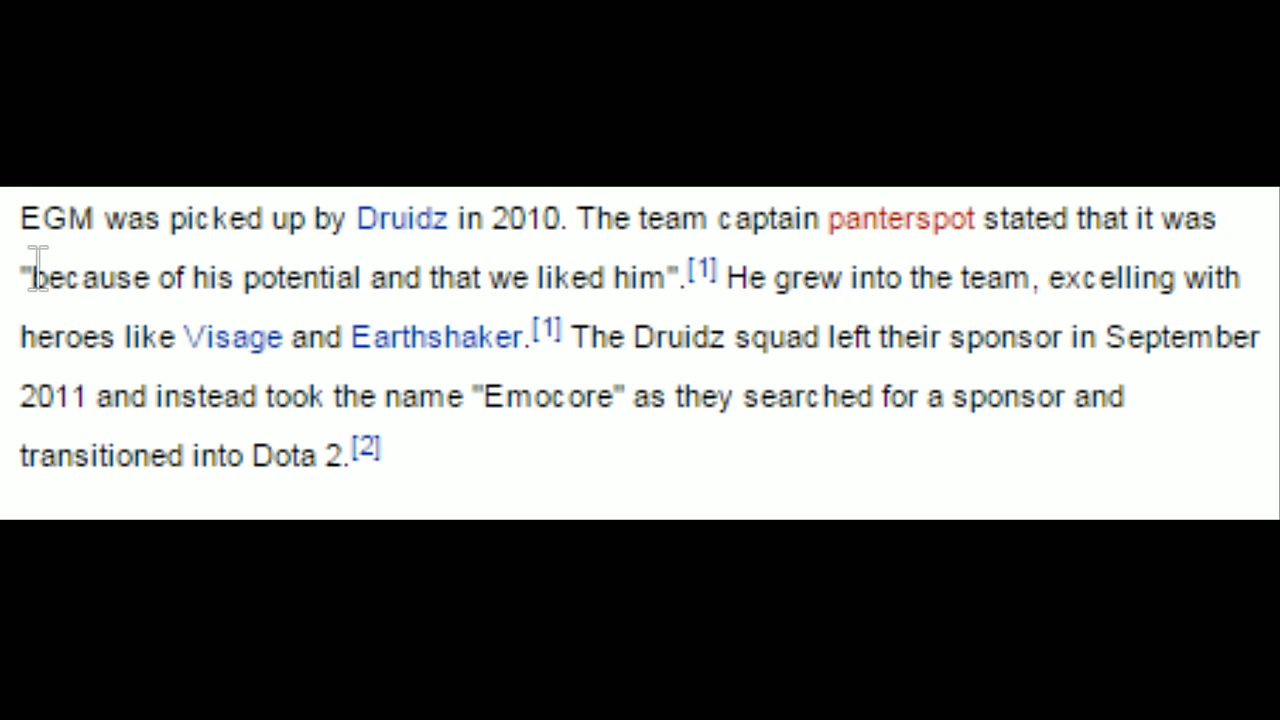 EGM was picked up by Druidz in 2010. The team captain panterspot stated that it was
"because of his potential and that we liked him".[1] He grew into the team, excelling with
heroes like Visage and Earthshaker.[1] The Druidz squad left their sponsor in September
2011 and instead took the name "Emocore" as they searched for a sponsor and
transitioned into Dota 2.[2]